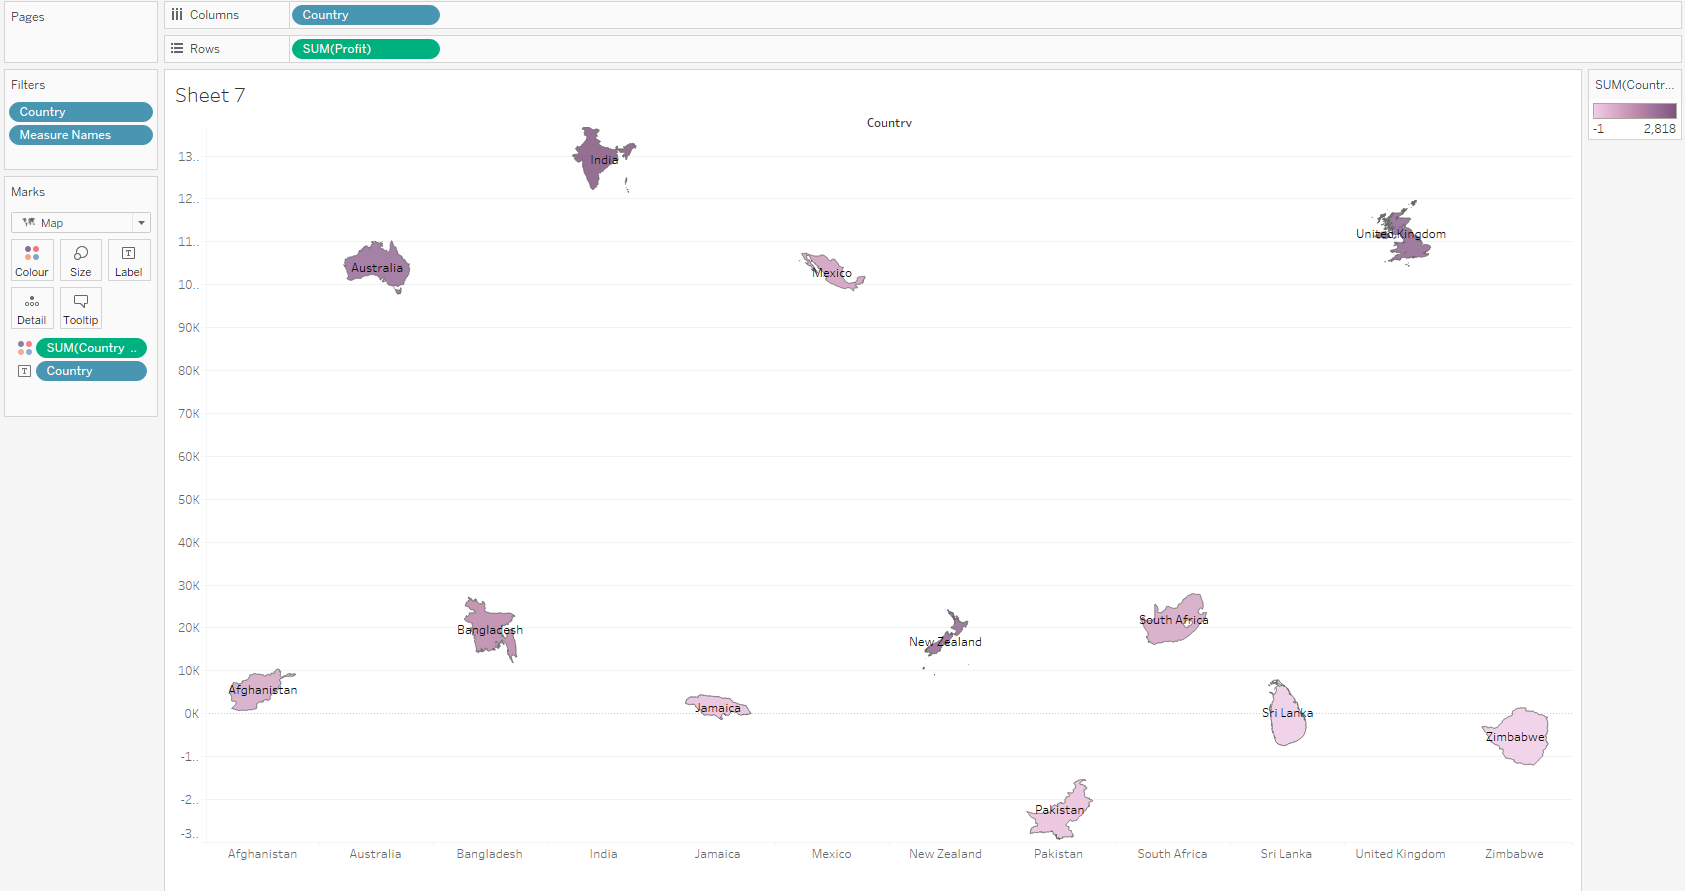 Pages
Columns
Country
Rows
SUM(Profit)
Filters
Country
Measure Names
Marks
Map
Colour
Size
Label
Detail
Tooltip
SUM(Country ..
Country
Sheet 7
Country
13..
12..
11..
10..
90K
80K
70K
60K
50K
40K
30K
20K
10K
0K
-1..
-2..
-3..
India
United Kingdom
Australia
Mexico
Bangladesh
South Africa
New Zealand
Afghanistan
Jamaica
Sri Lanka
Zimbabwe
Pakistan
Afghanistan
Australia
Bangladesh
India
Jamaica
Mexico
New Zealand
Pakistan
South Africa
Sri Lanka
United Kingdom
Zimbabwe
SUM(Countr...
-1
2,818